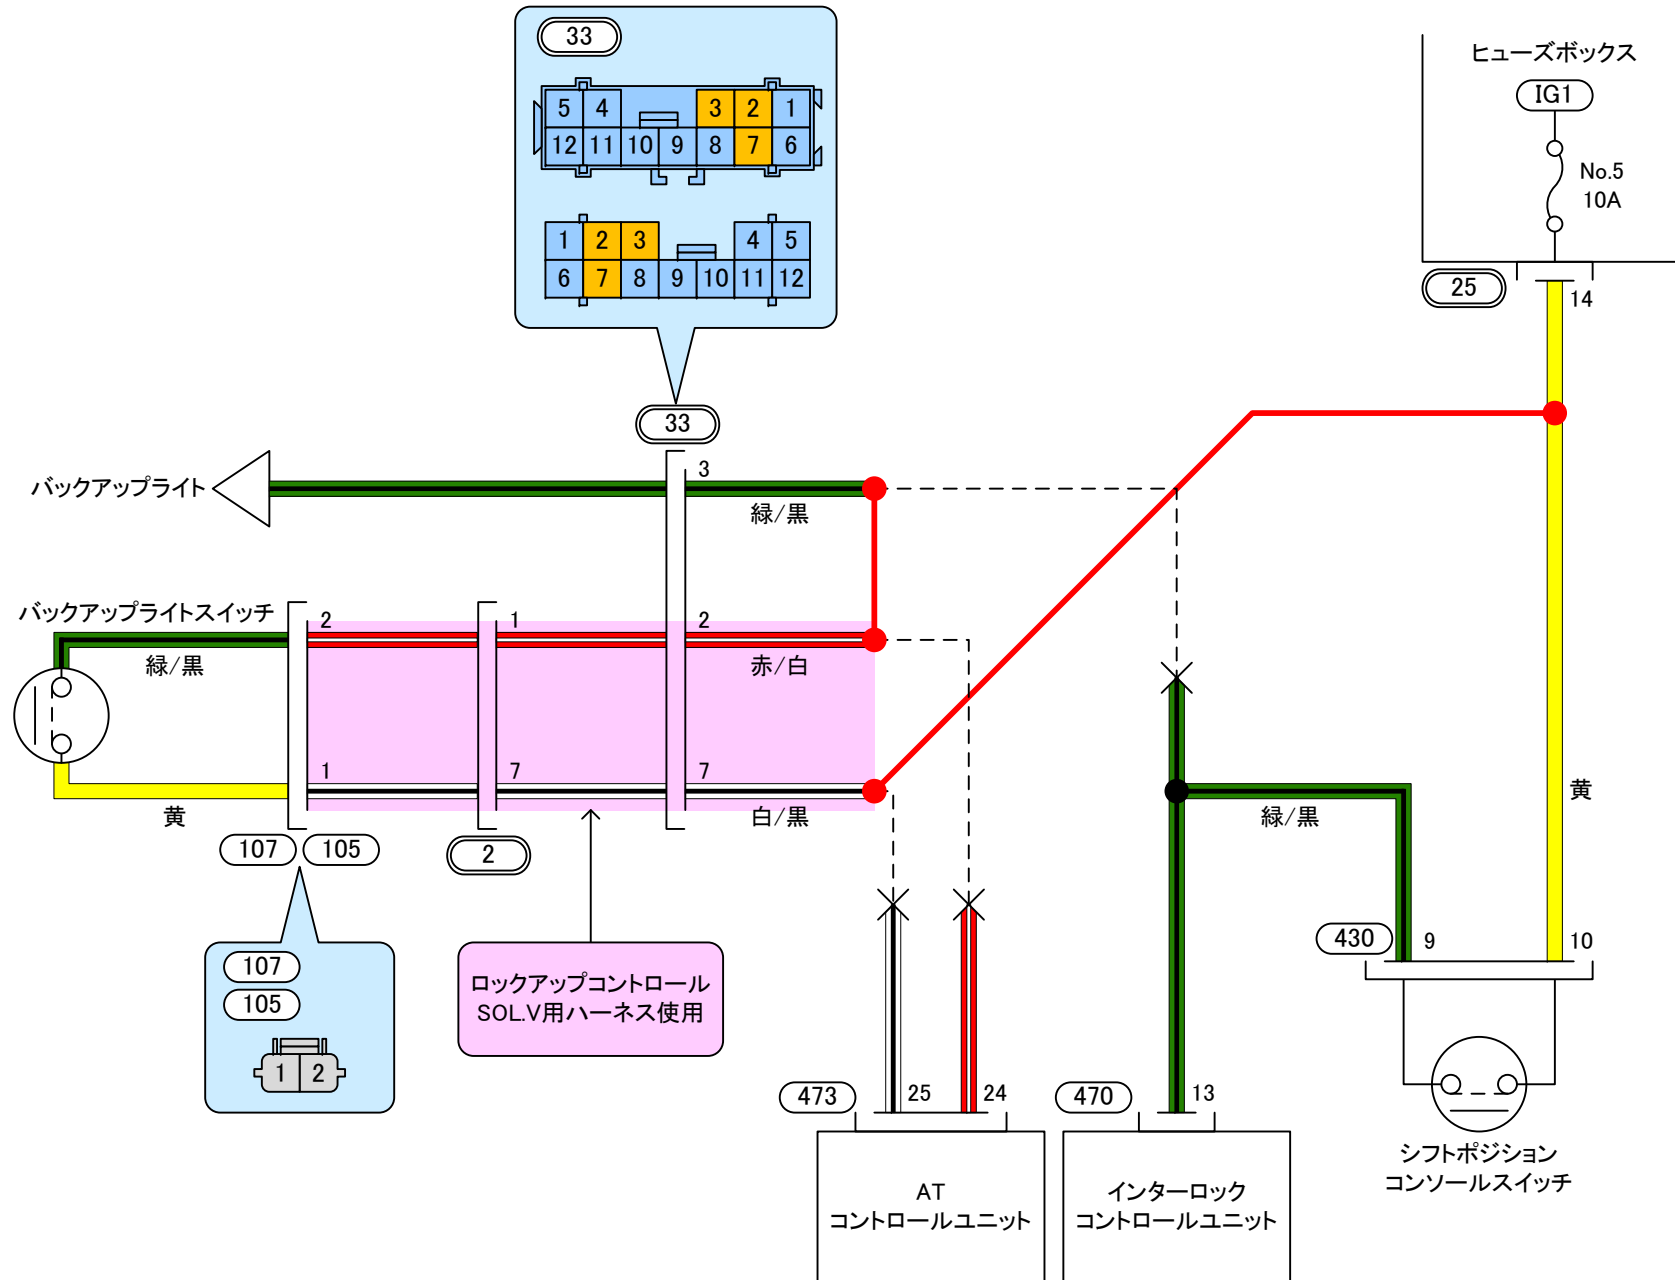 33
5 4 3 2 1
12 11 10 9 8 7 6
1 2 3 4 5
6 7 8 9 10 11 12
ヒューズボックス
IG1
No.5
10A
25
14
33
バックアップライト
3
緑/黒
バックアップライトスイッチ
2
1
2
緑/黒
赤/白
1
7
7
黄
白/黒
緑/黒
黄
107
105
2
107
105
1 2
ロックアップコントロール
SOL.V用ハーネス使用
430
9
10
473
25
24
470
13
シフトポジション
コンソールスイッチ
AT
コントロールユニット
インターロック
コントロールユニット